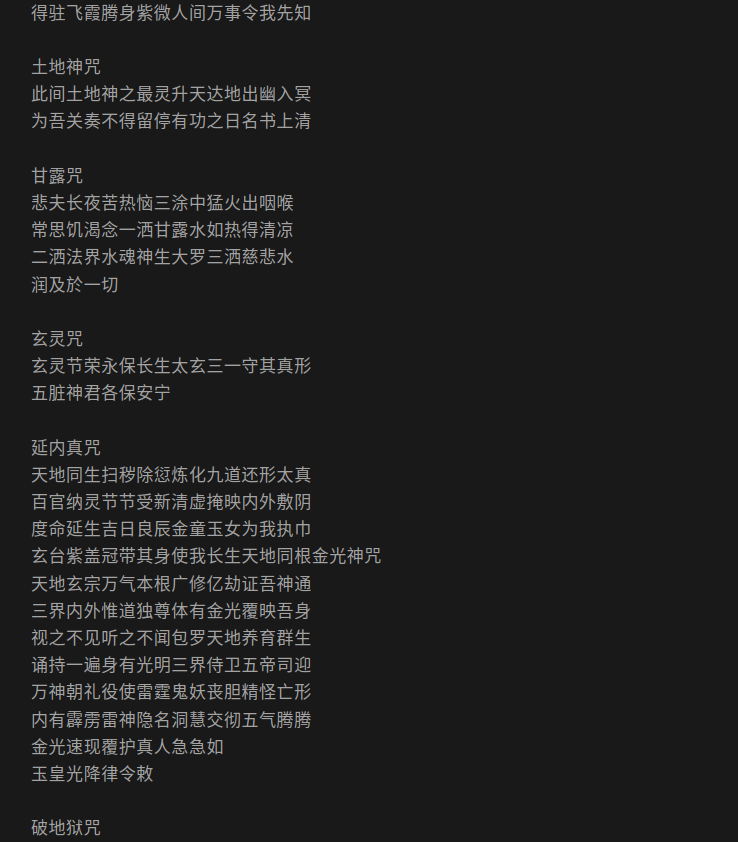 得驻飞霞腾身紫微人间万事令我先知
土地神咒
此间土地神之最灵升天达地出幽入冥
为吾关奏不得留停有功之日名书上清
甘露咒
悲夫长夜苦热恼三涂中猛火出咽喉
常思饥渴念一洒甘露水如热得清凉
二洒法界水魂神生大罗三洒慈悲水
润及於一切
玄灵咒
玄灵节荣永保长生太玄三一守其真形
五脏神君各保安宁
延内真咒
天地同生扫秽除愆炼化九道还形太真
百官纳灵节节受新清虚掩映内外敷阴
度命延生吉日良辰金童玉女为我执巾
玄台紫盖冠带其身使我长生天地同根金光神咒
天地玄宗万气本根广修亿劫证吾神通
三界内外惟道独尊体有金光覆映吾身
视之不见听之不闻包罗天地养育群生
诵持一遍身有光明三界侍卫五帝司迎
万神朝礼役使雷霆鬼妖丧胆精怪亡形
内有霹雳雷神隐名洞慧交彻五气腾腾
金光速现覆护真人急急如
玉皇光降律令敕
破地狱咒